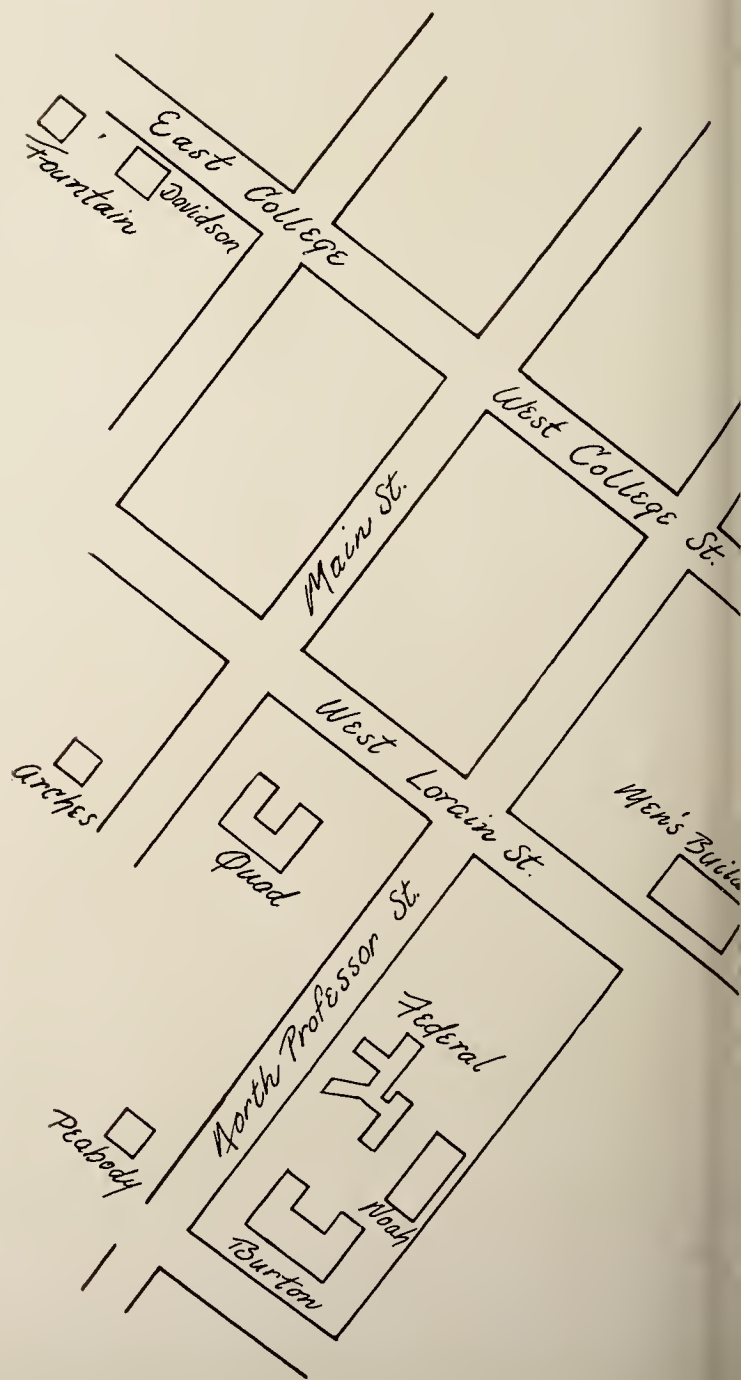 East College
Fountain
Davidson
West College St.
Main St.
West Lorain St.
Arches
Quad
Men's
North Professor St.
Federal
Peabody
Noah
Burton